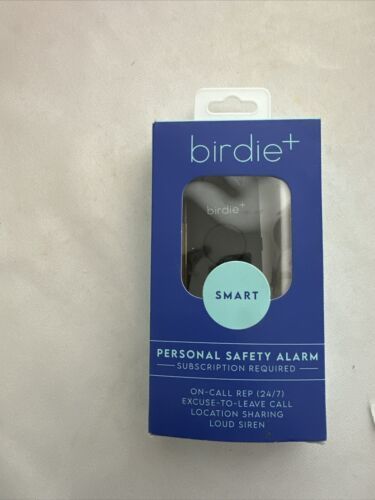 birdie+
birdie+
SMART
PERSONAL SAFETY ALARM
SUBSCRIPTION REQUIRED
ON-CALL REP (24/7)
EXCUSE-TO-LEAVE CALL
LOCATION SHARING
LOUD SIREN